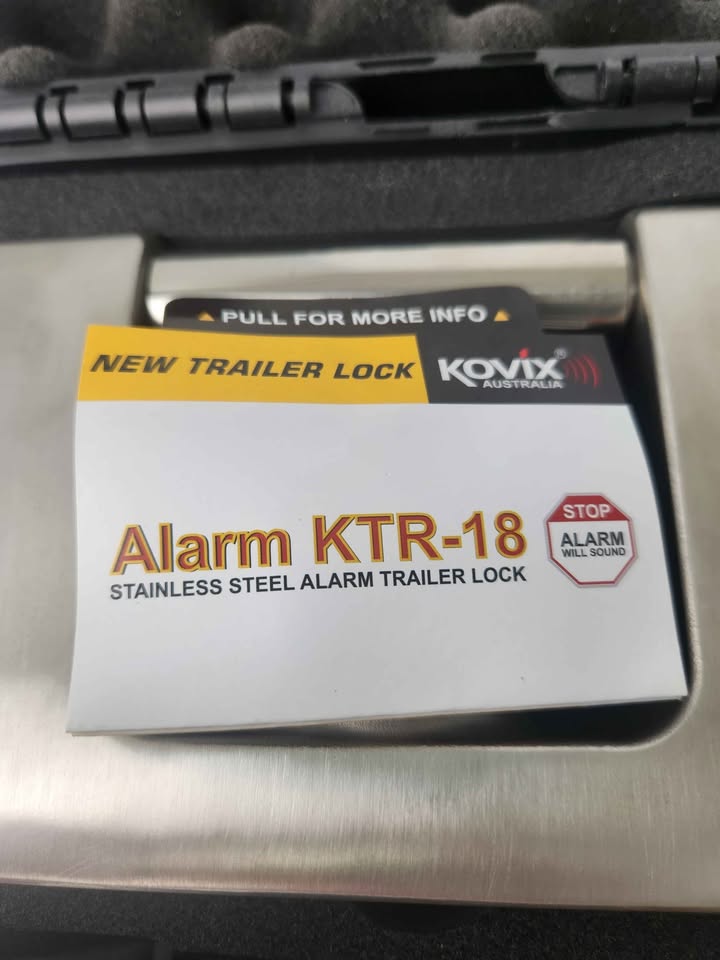 PULL FOR MORE INFO
NEW TRAILER LOCK
KOVIX®
AUSTRALIA
Alarm KTR-18
STAINLESS STEEL ALARM TRAILER LOCK
STOP
ALARM
WILL SOUND